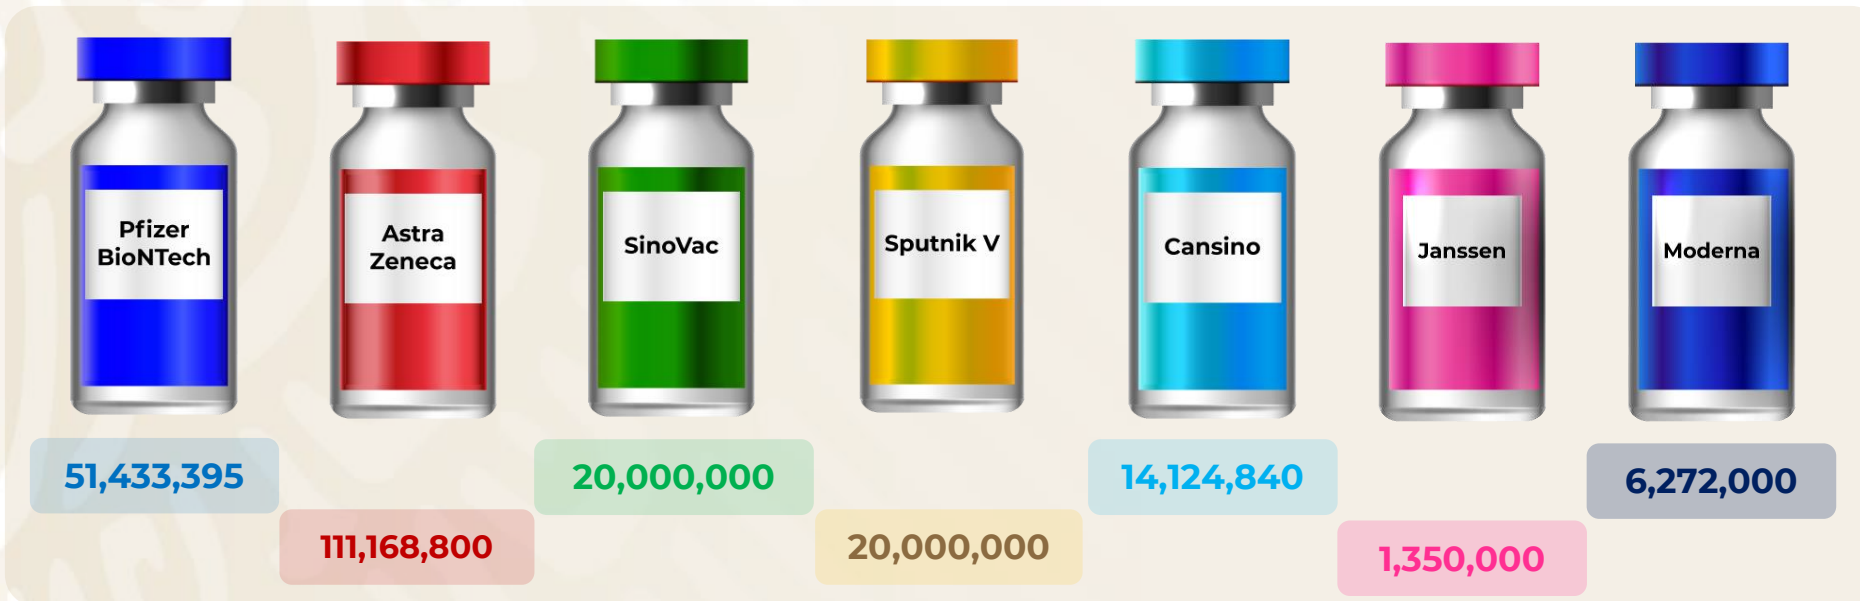 Pfizer
BioNTech
Astra
Zeneca
SinoVac
Sputnik V
Cansino
Janssen
Moderna
51,433,395
111,168,800
20,000,000
20,000,000
14,124,840
1,350,000
6,272,000